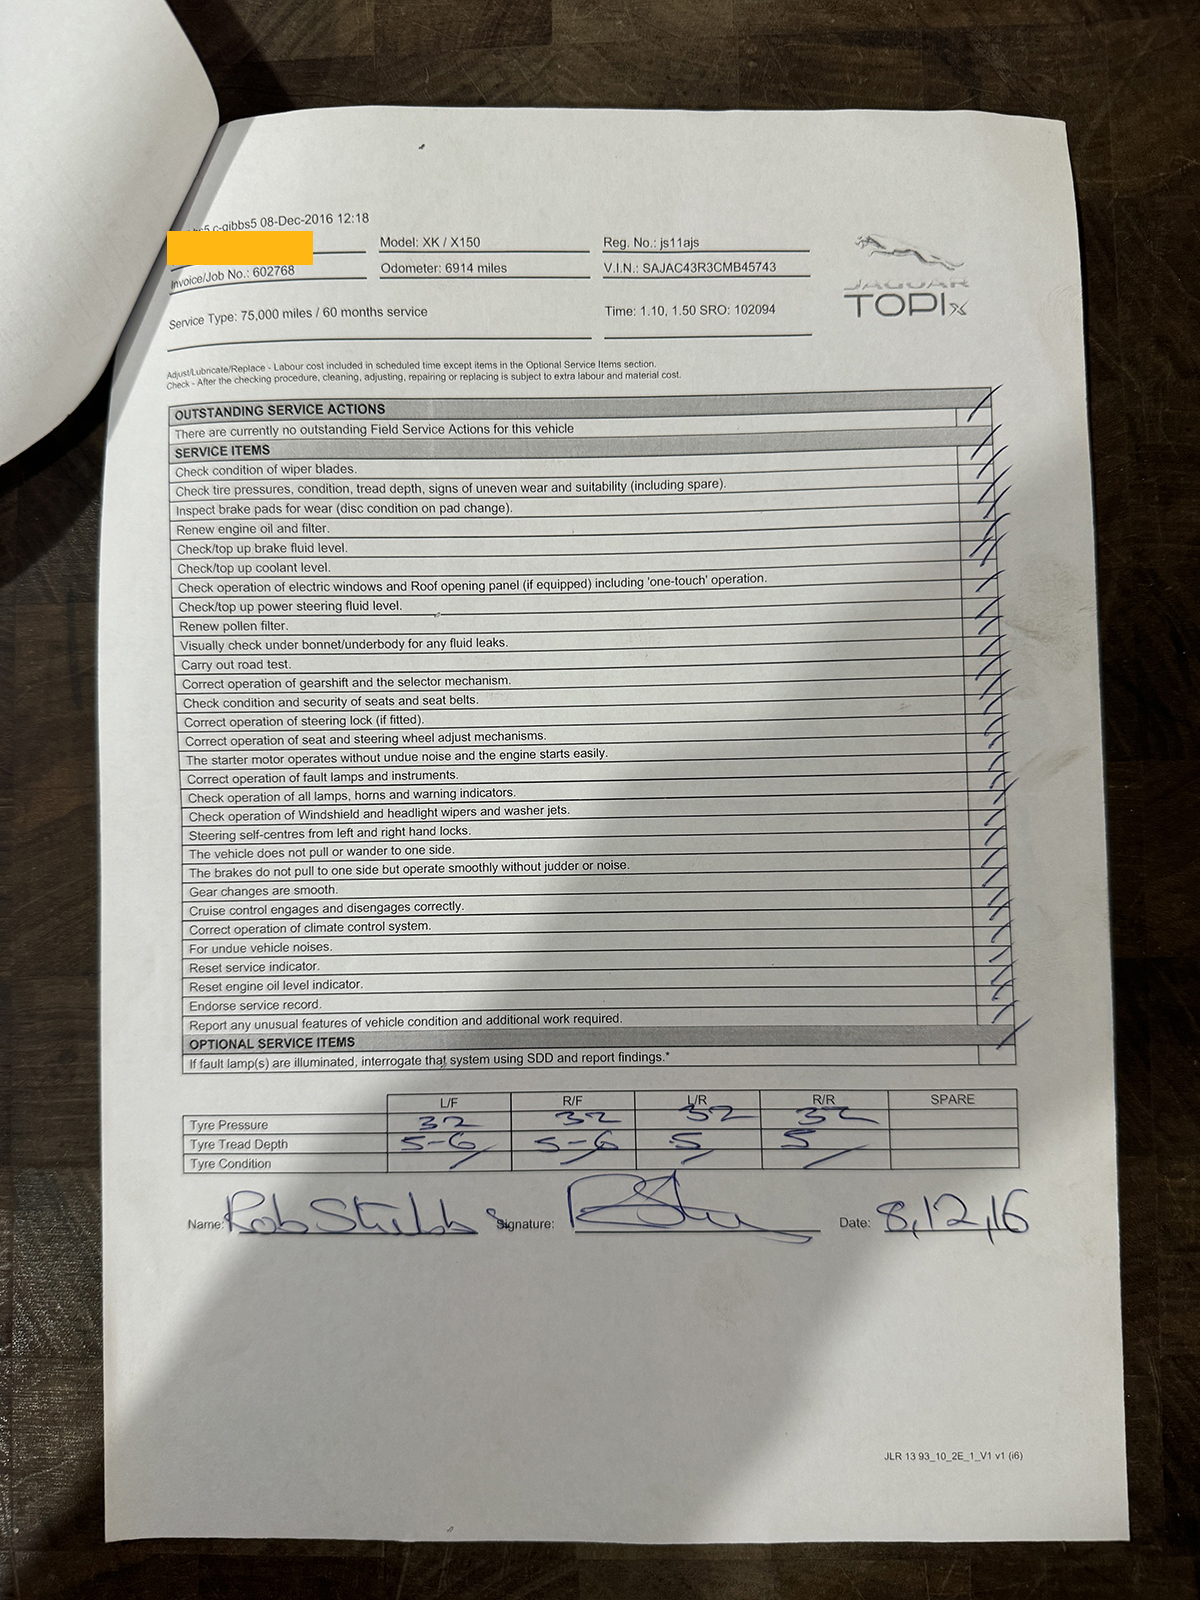 c-gibbs5 08-Dec-2016 12:18
Model: XK / X150
Reg. No.: js11ajs
Invoice/Job No.: 602768
Odometer: 6914 miles
V.I.N.: SAJAC43R3CMB45743
JAGUAR
TOPIx
Service Type: 75,000 miles / 60 months service
Time: 1.10, 1.50 SRO: 102094
Adjust/Lubricate/Replace - Labour cost included in scheduled time except items in the Optional Service Items section.
Check - After the checking procedure, cleaning, adjusting, repairing or replacing is subject to extra labour and material cost.
OUTSTANDING SERVICE ACTIONS
There are currently no outstanding Field Service Actions for this vehicle
SERVICE ITEMS
Check condition of wiper blades.
Check tire pressures, condition, tread depth, signs of uneven wear and suitability (including spare).
Inspect brake pads for wear (disc condition on pad change).
Renew engine oil and filter.
Check/top up brake fluid level.
Check/top up coolant level.
Check operation of electric windows and Roof opening panel (if equipped) including 'one-touch' operation.
Check/top up power steering fluid level.
Renew pollen filter.
Visually check under bonnet/underbody for any fluid leaks.
Carry out road test.
Correct operation of gearshift and the selector mechanism.
Check condition and security of seats and seat belts.
Correct operation of steering lock (if fitted).
Correct operation of seat and steering wheel adjust mechanisms.
The starter motor operates without undue noise and the engine starts easily.
Correct operation of fault lamps and instruments.
Check operation of all lamps, horns and warning indicators.
Check operation of Windshield and headlight wipers and washer jets.
Steering self-centres from left and right hand locks.
The vehicle does not pull or wander to one side.
The brakes do not pull to one side but operate smoothly without judder or noise.
Gear changes are smooth.
Cruise control engages and disengages correctly.
Correct operation of climate control system.
For undue vehicle noises.
Reset service indicator.
Reset engine oil level indicator.
Endorse service record.
Report any unusual features of vehicle condition and additional work required.
OPTIONAL SERVICE ITEMS
If fault lamp(s) are illuminated, interrogate that system using SDD and report findings.*
L/F R/F L/R R/R SPARE
Tyre Pressure 32 32 32 32
Tyre Tread Depth 5-6 5-6 5 5
Tyre Condition
Name: Rob Stubbs Signature: Date: 8,12,16
JLR 13 93_10_2E_1_V1 v1 (i6)